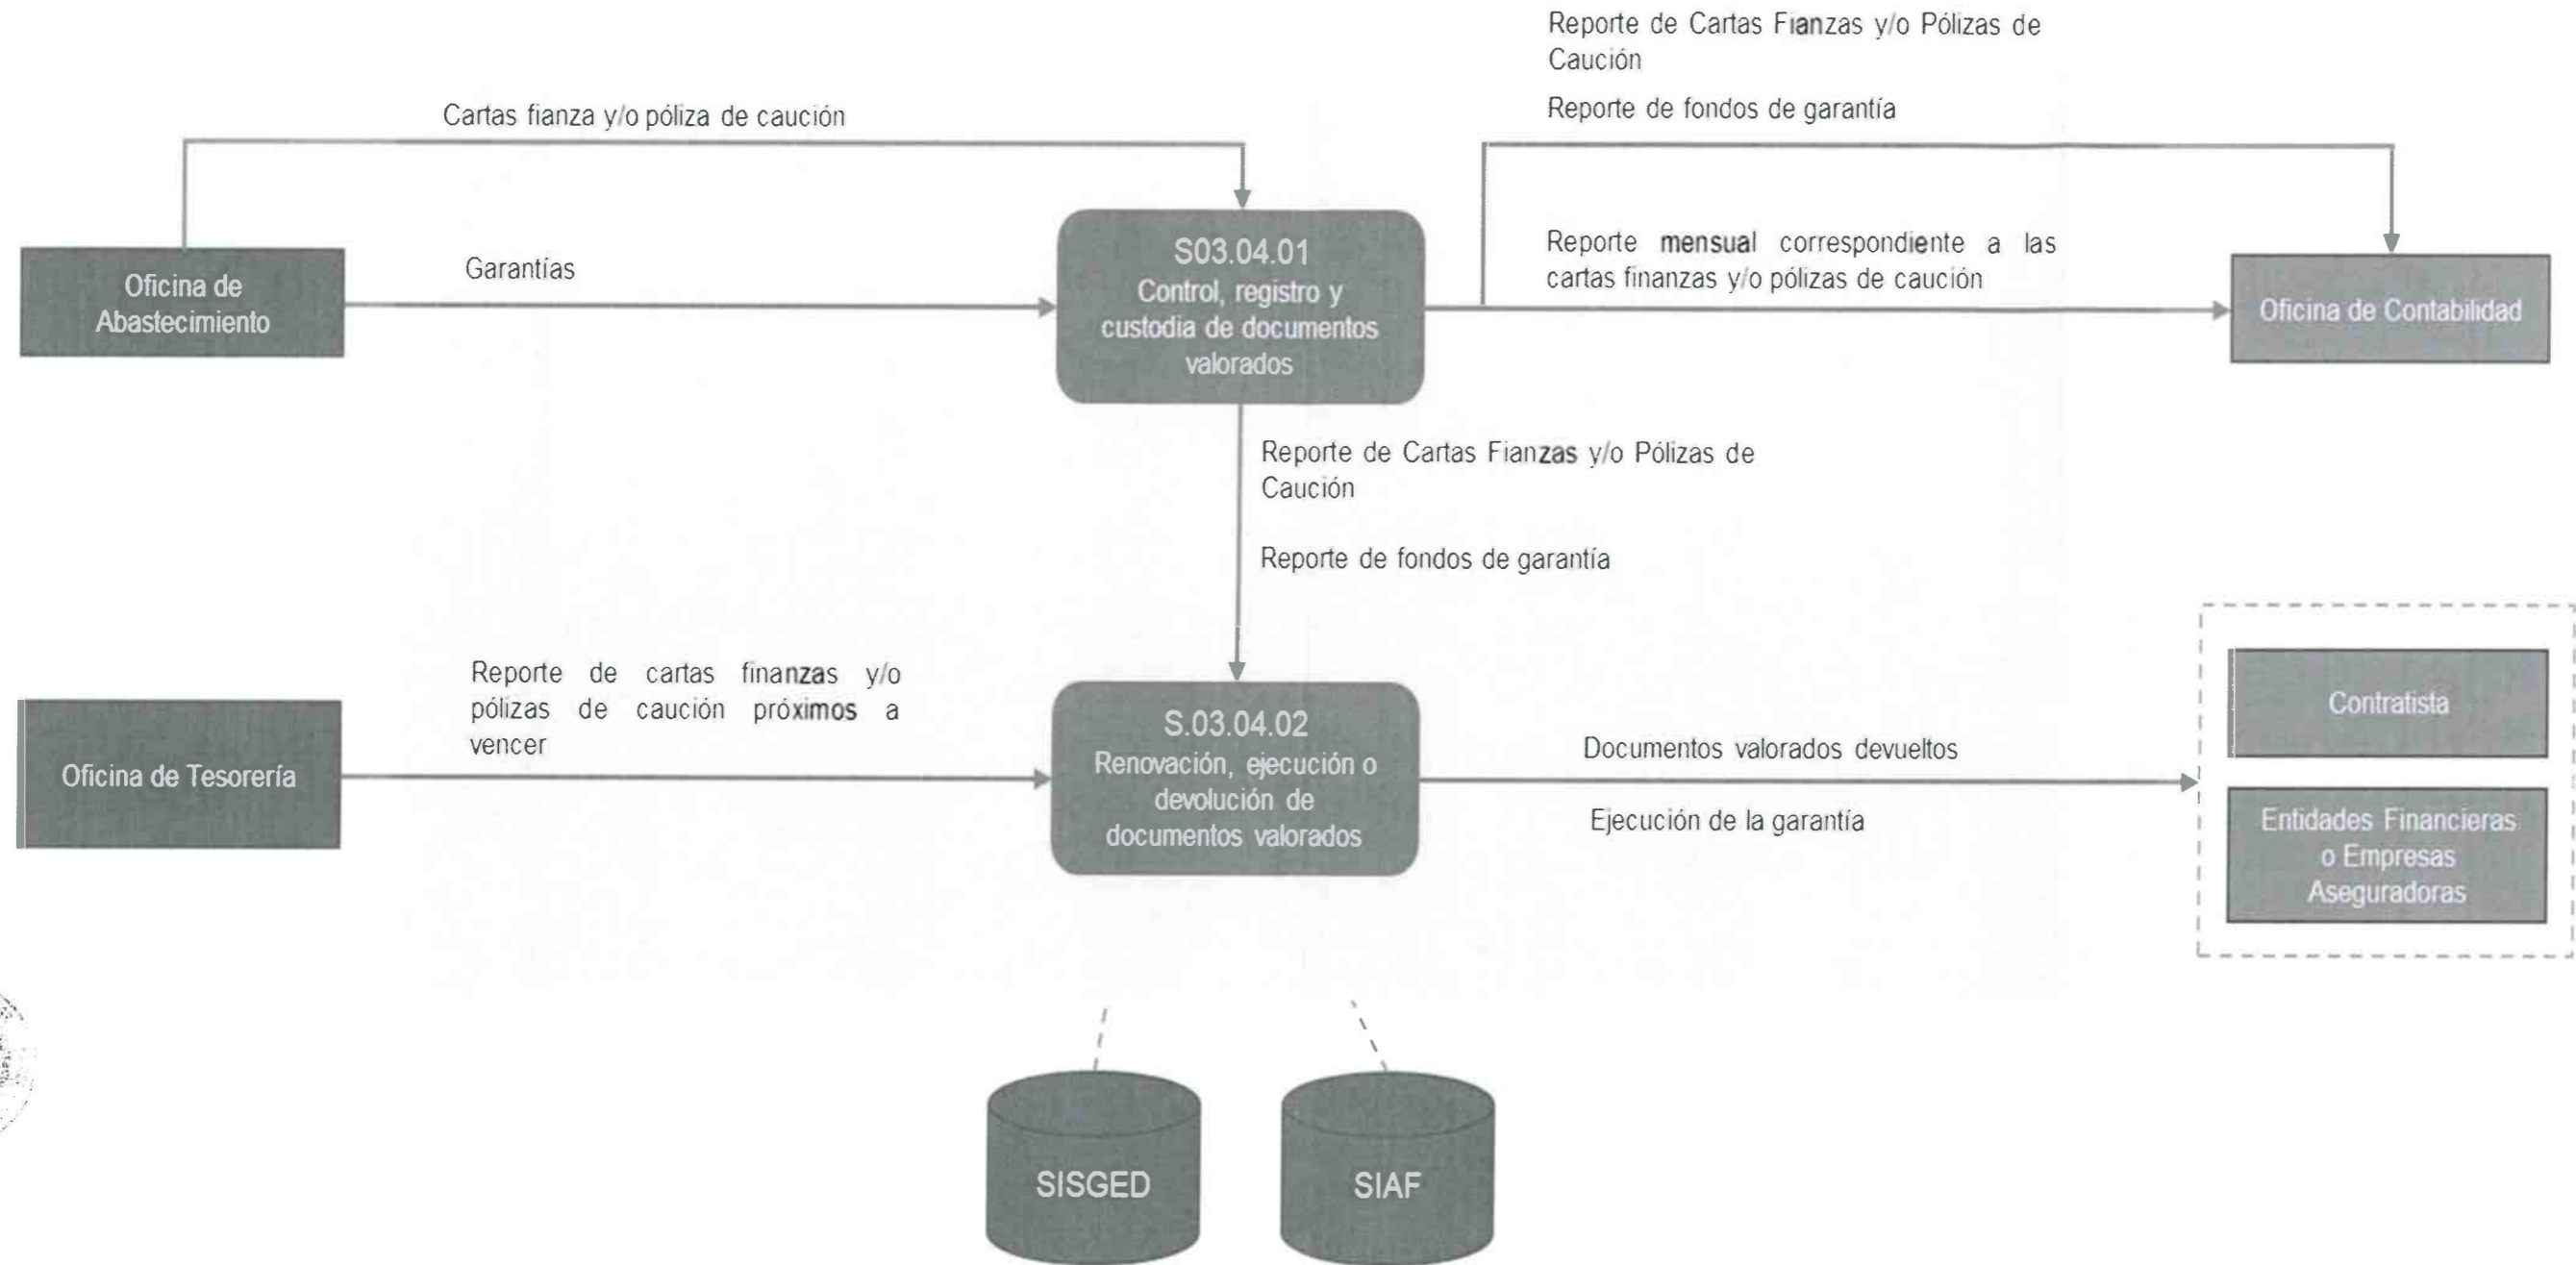 Reporte de Cartas Fianzas y/o Pólizas de
Caución
Reporte de fondos de garantía
Cartas fianza y/o póliza de caución
Oficina de
Abastecimiento
Garantías
S03.04.01
Control, registro y
custodia de documentos
valorados
Reporte mensual correspondiente a las
cartas finanzas y/o pólizas de caución
Oficina de Contabilidad
Reporte de Cartas Fianzas y/o Pólizas de
Caución
Reporte de fondos de garantía
Oficina de Tesorería
Reporte de cartas finanzas y/o
pólizas de caución próximos a
vencer
S.03.04.02
Renovación, ejecución o
devolución de
documentos valorados
Documentos valorados devueltos
Ejecución de la garantía
Contratista
Entidades Financieras
o Empresas
Aseguradoras
SISGED
SIAF